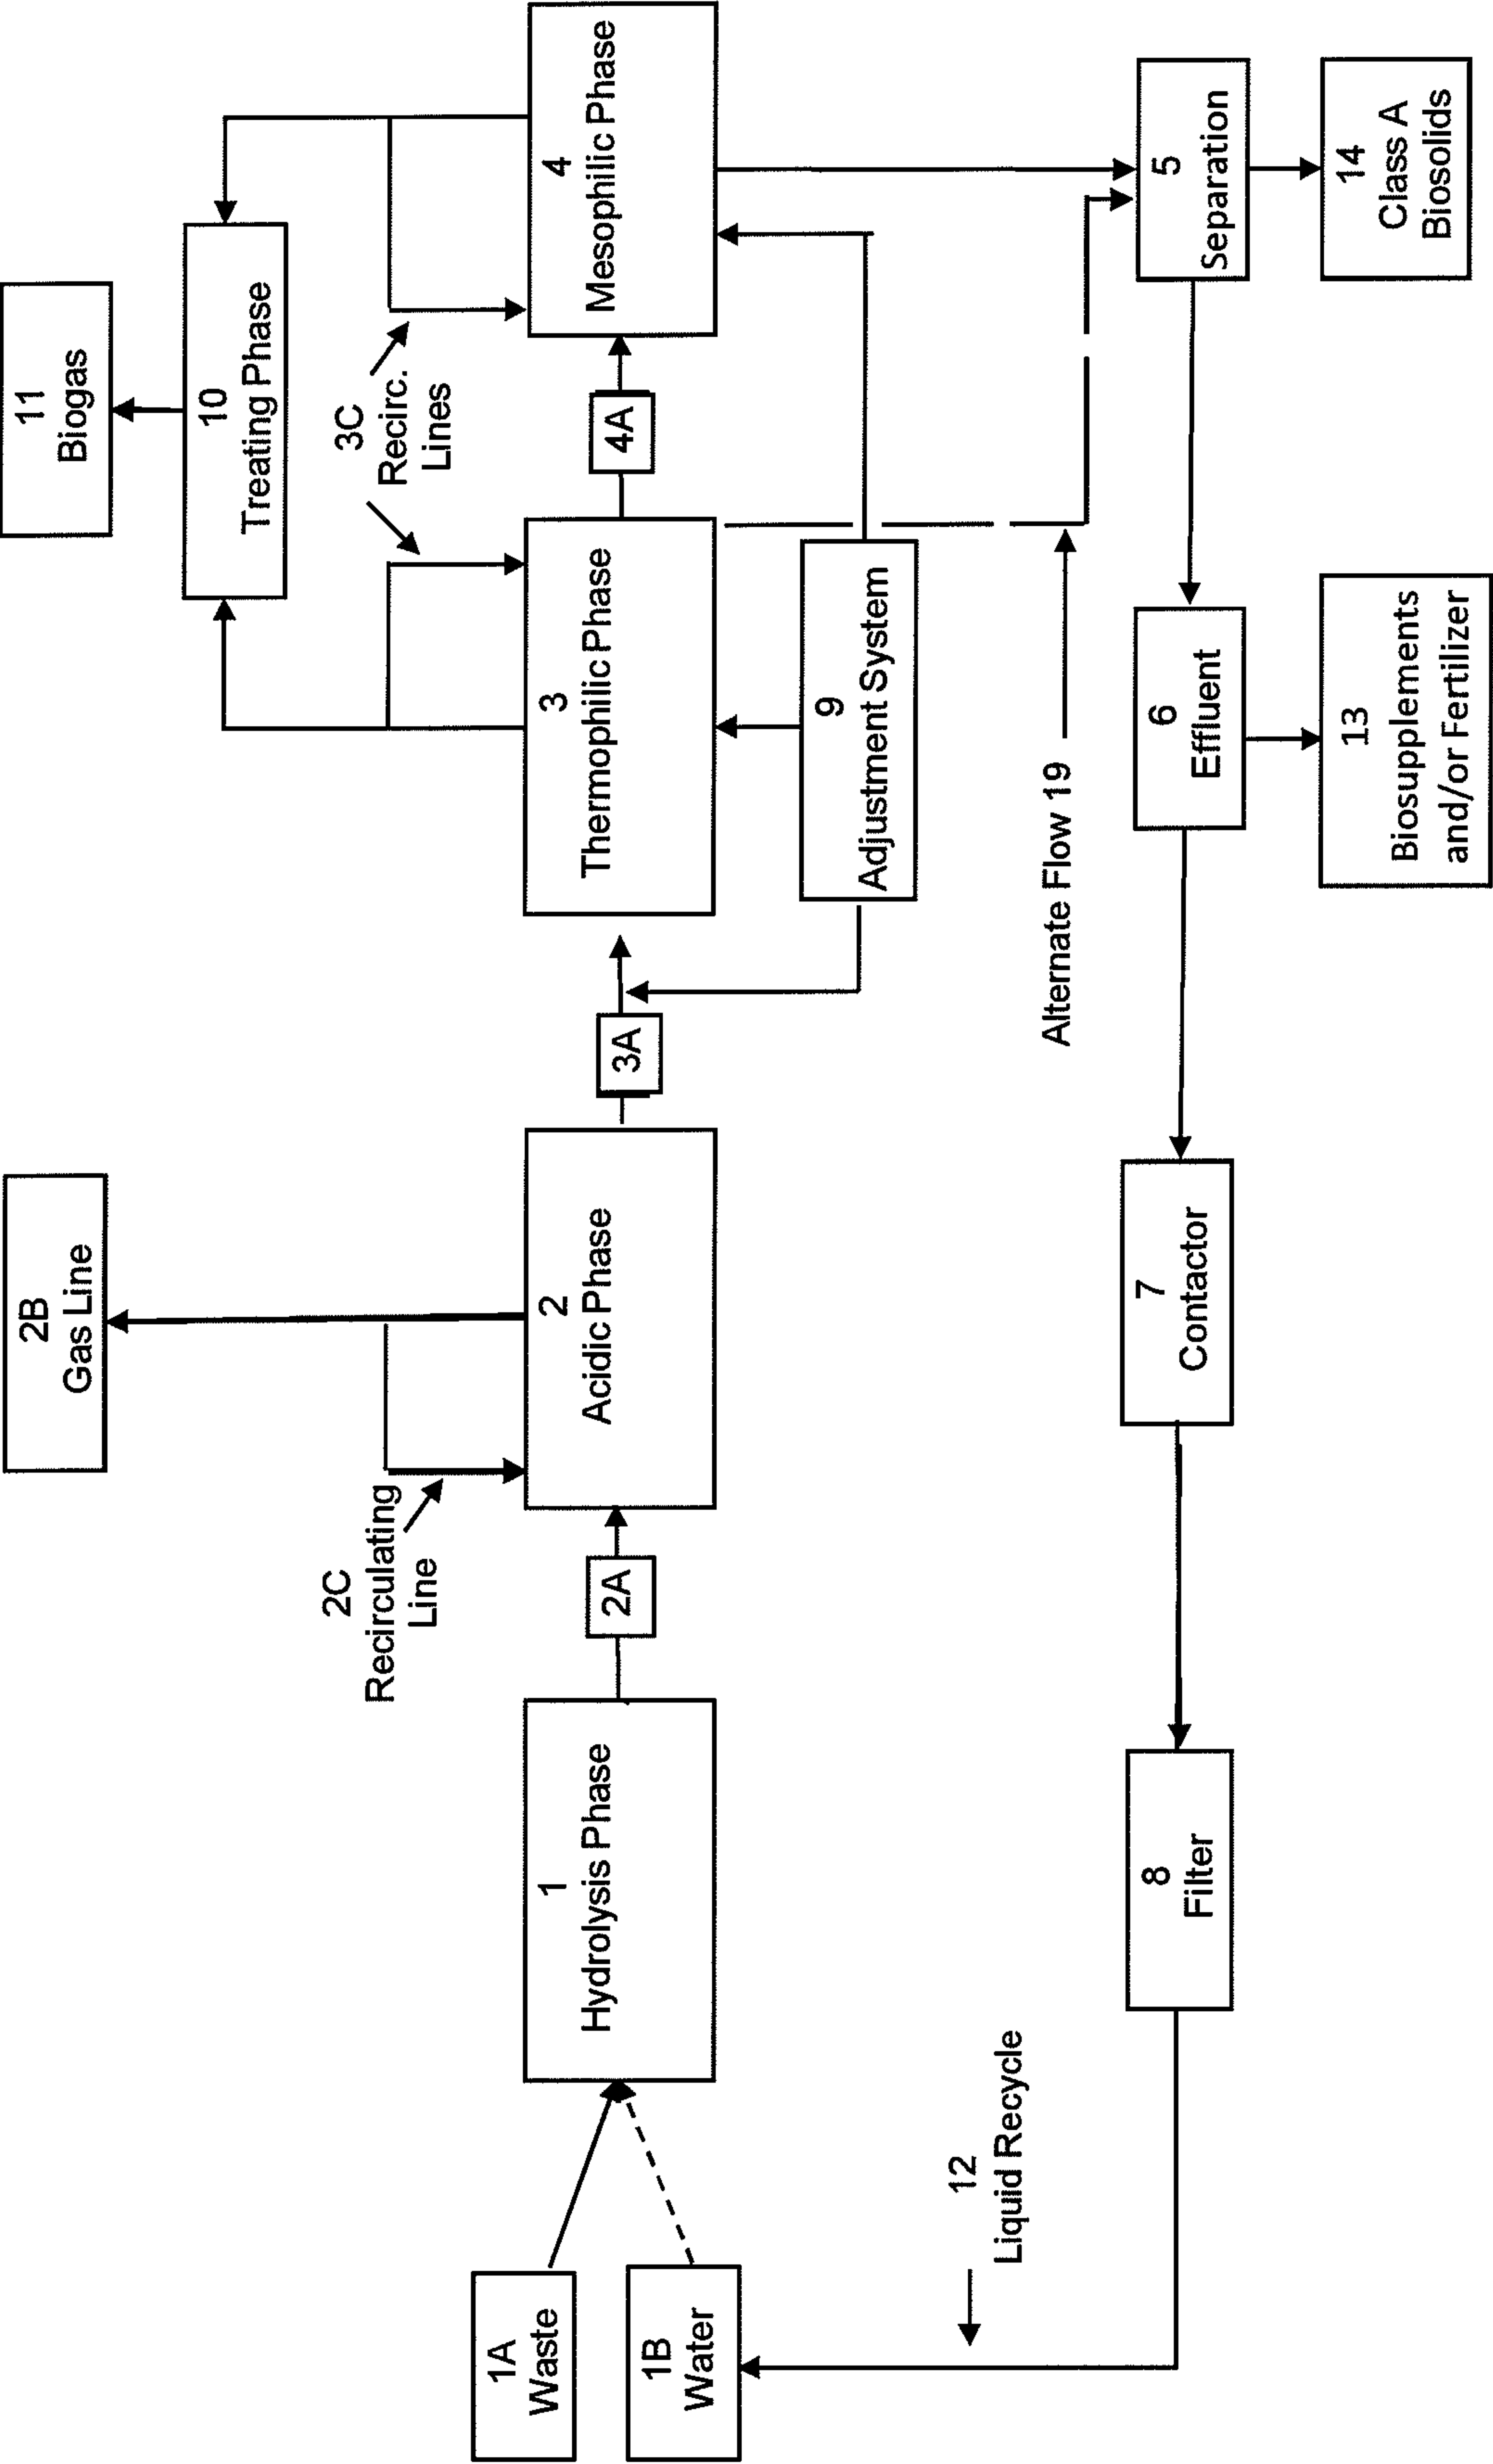 1A
Waste
1B
Water
1
Hydrolysis Phase
2A
2C
Recirculating
Line
2B
Gas Line
2
Acidic Phase
3A
3
Thermophilic Phase
3C
Recirc.
Lines
4A
4
Mesophilic Phase
11
Biogas
10
Treating Phase
9
Adjustment System
Alternate Flow 19
5
Separation
14
Class A
Biosolids
6
Effluent
13
Biosupplements
and/or Fertilizer
7
Contactor
8
Filter
12
Liquid Recycle